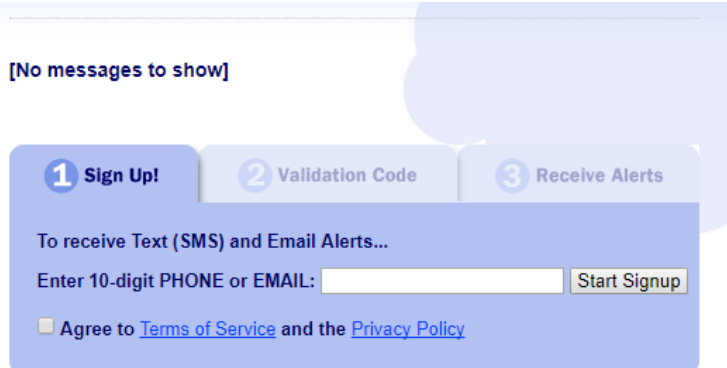 [No messages to show]
1 Sign Up! 2 Validation Code 3 Receive Alerts
To receive Text (SMS) and Email Alerts...
Enter 10-digit PHONE or EMAIL: Start Signup
Agree to Terms of Service and the Privacy Policy